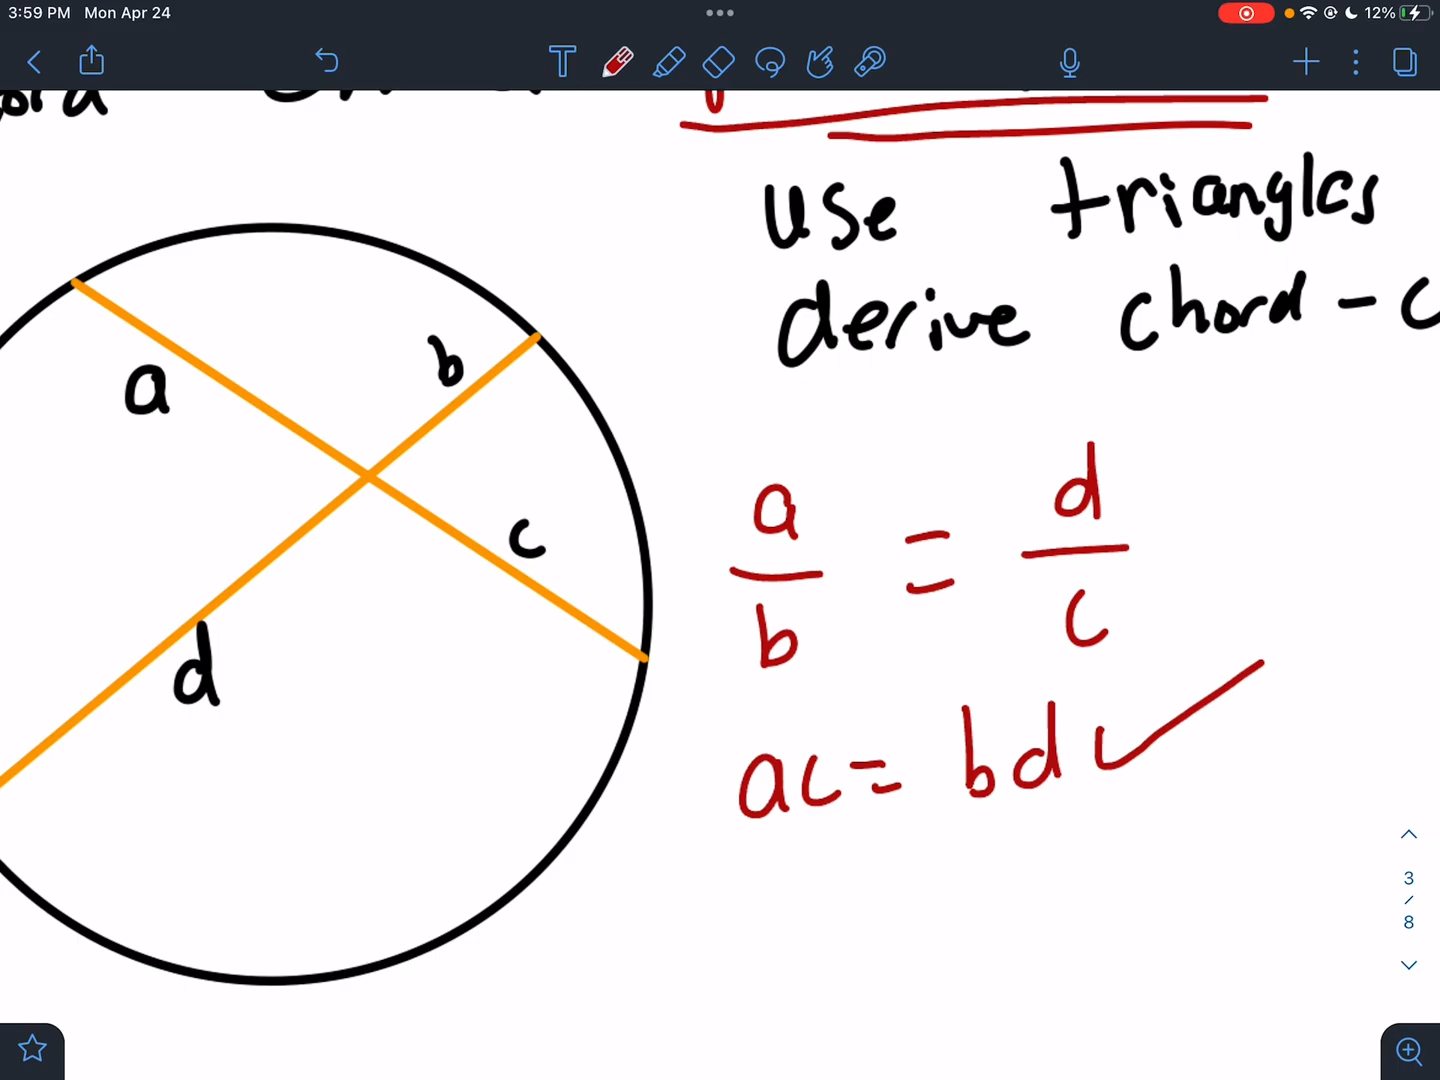 3:59 PM Mon Apr 24
12%
T
use triangles
derive chord - c
a
b
c
d
a
b
=
d
c
ac = bd
3
/
8